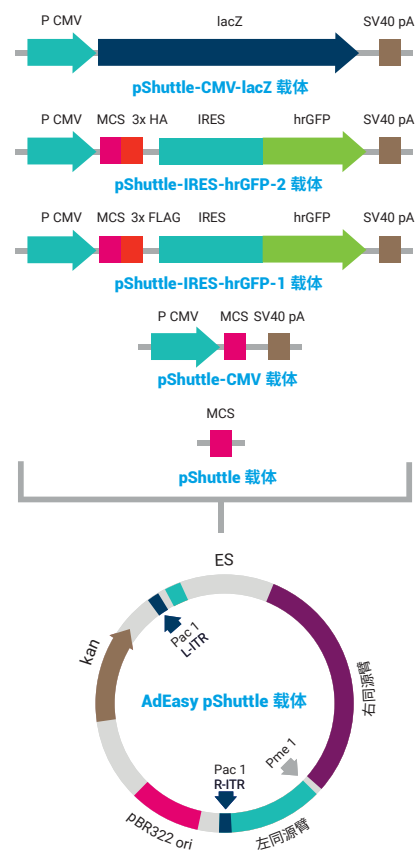 P CMV lacZ SV40 pA
pShuttle-CMV-lacZ 载体
P CMV MCS 3x HA IRES hrGFP SV40 pA
pShuttle-IRES-hrGFP-2 载体
P CMV MCS 3x FLAG IRES hrGFP SV40 pA
pShuttle-IRES-hrGFP-1 载体
P CMV MCS SV40 pA
pShuttle-CMV 载体
MCS
pShuttle 载体
ES
Pac 1
L-ITR
kan
右同源臂
AdEasy pShuttle 载体
Pme 1
Pac 1
R-ITR
pBR322 ori
左同源臂